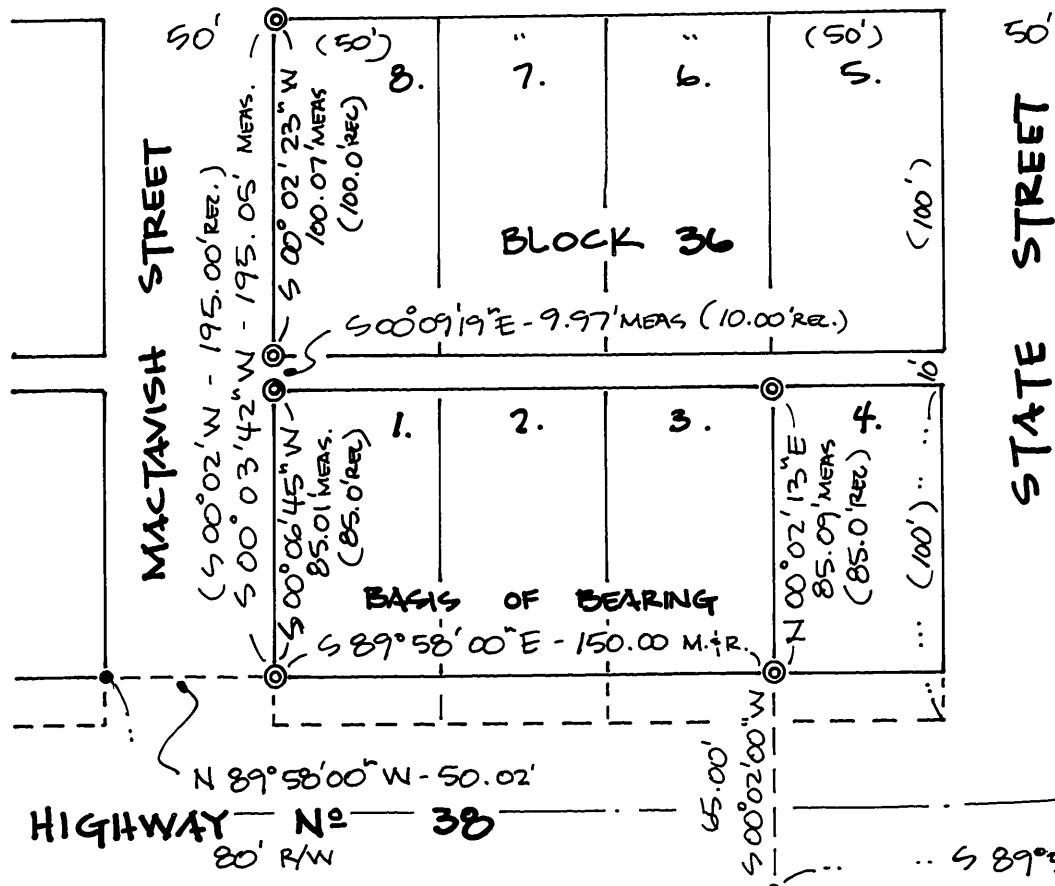 50'
(50')
"
"
(50')
50'
8.
7.
6.
5.
MACTAVISH STREET
(S 00°02' W - 195.00' REC.)
S 00° 03' 42" W - 195.05' MEAS.
S 00° 02' 23" W
100.07' MEAS
(100.0' REC)
BLOCK 36
(100')
STATE STREET
S 00°09'19" E - 9.97' MEAS (10.00' REC.)
10'
1.
2.
3.
4.
S 00°06'45" W
85.01' MEAS.
(85.0' REC)
N 00°02'13" E
85.09' MEAS
(85.0' REC)
... (100') ...
BASIS OF BEARING
S 89°58'00" E - 150.00 M.&R.
N 89°58'00" W - 50.02'
65.00'
S 00°02'00" W
HIGHWAY Nº 38
80' R/W
S 89°